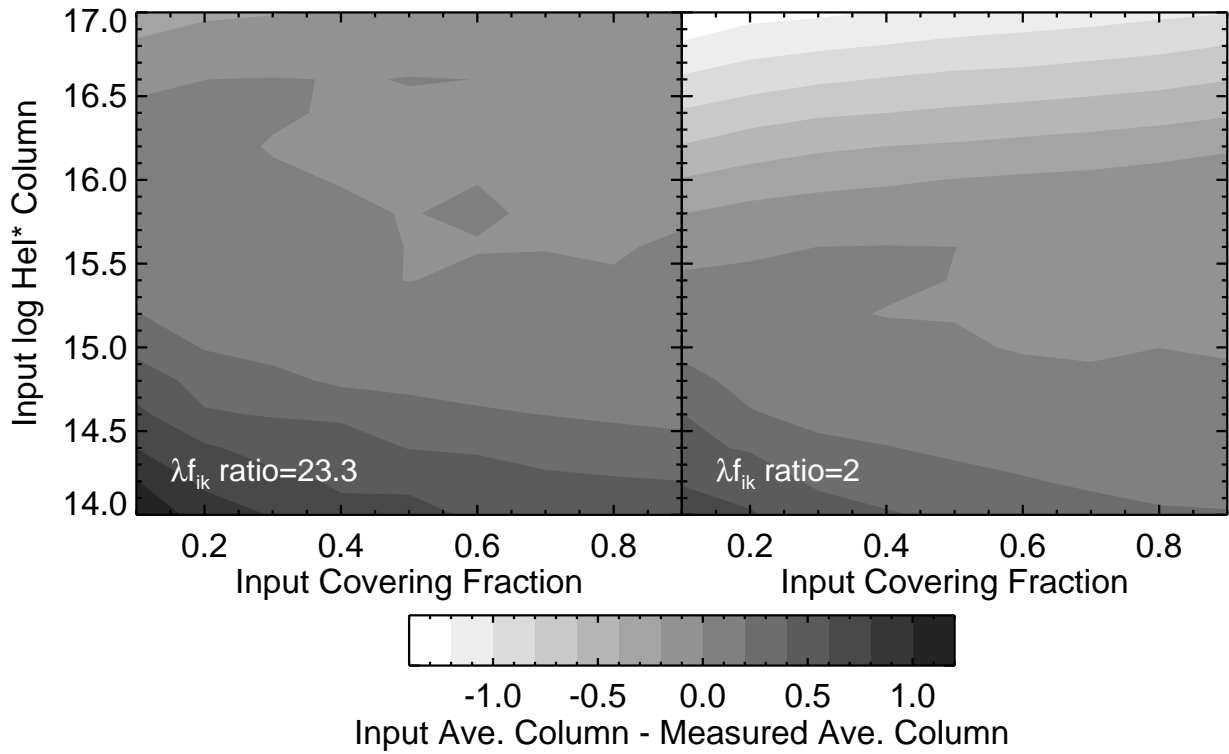 17.0
16.5
16.0
15.5
15.0
14.5
14.0
Input log HeI* Column
λfik ratio=23.3
λfik ratio=2
0.2 0.4 0.6 0.8
0.2 0.4 0.6 0.8
Input Covering Fraction
Input Covering Fraction
-1.0 -0.5 0.0 0.5 1.0
Input Ave. Column - Measured Ave. Column